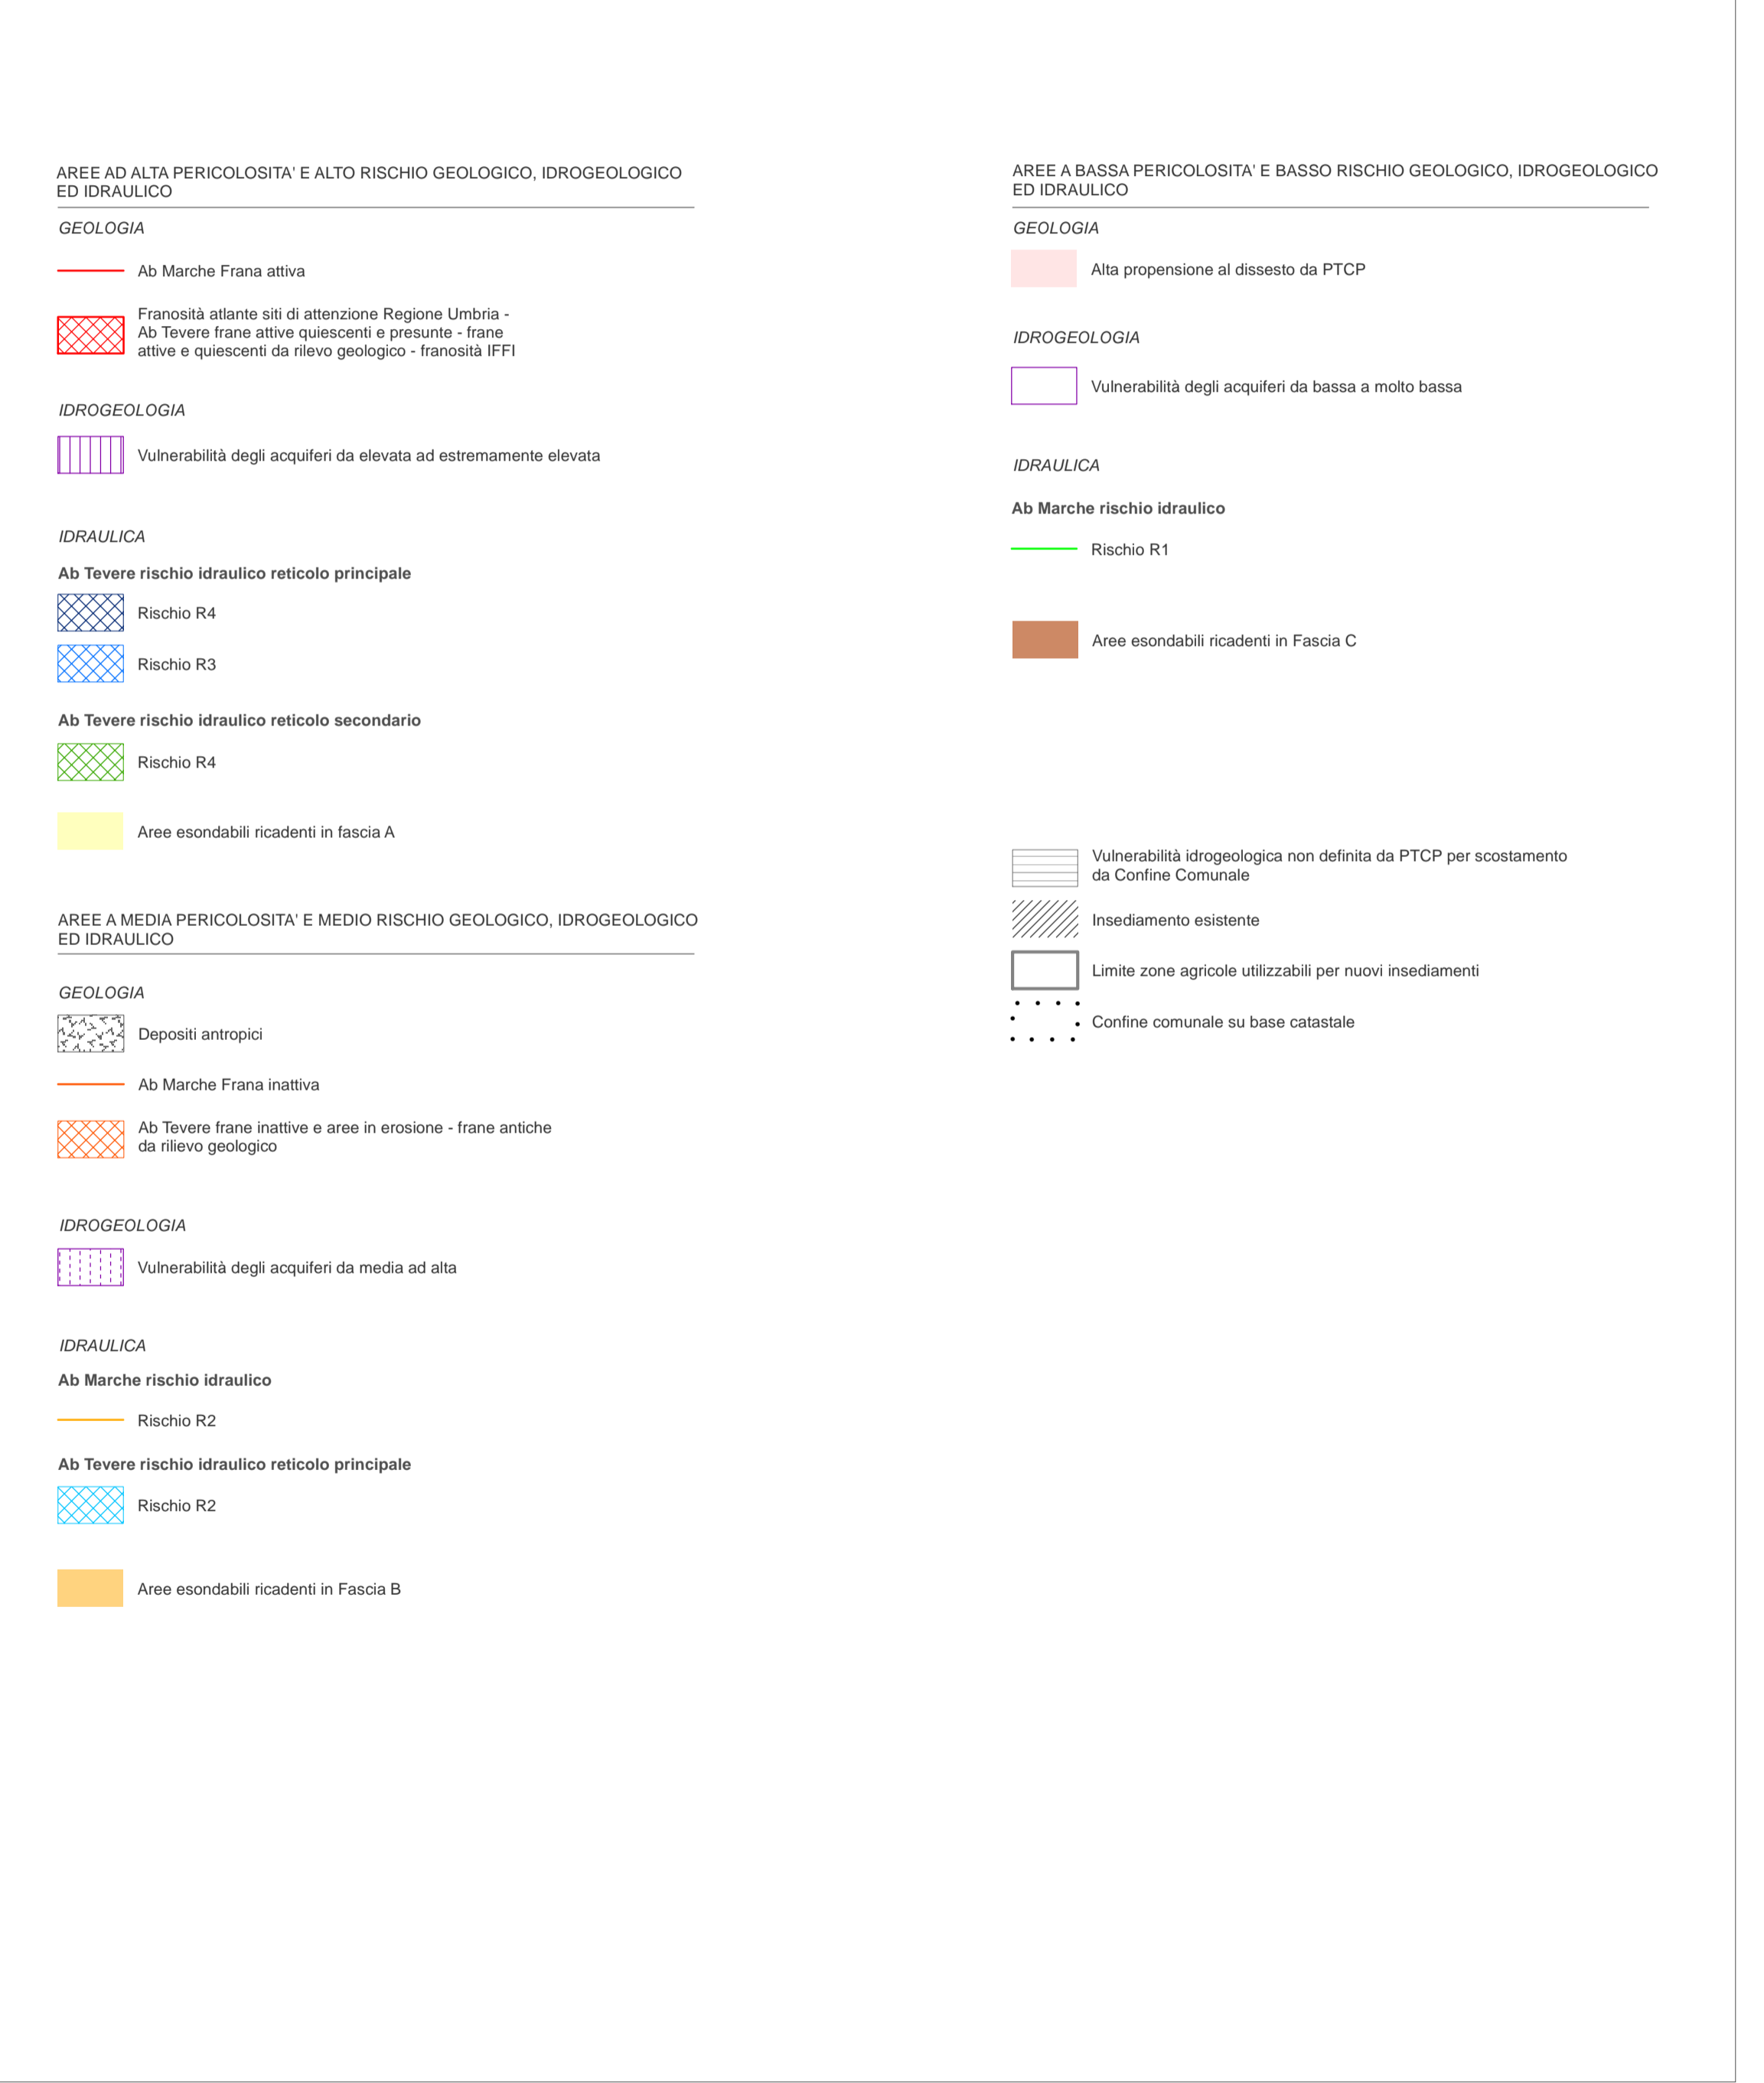 AREE AD ALTA PERICOLOSITA' E ALTO RISCHIO GEOLOGICO, IDROGEOLOGICO
ED IDRAULICO
GEOLOGIA
Ab Marche Frana attiva
Franosità atlante siti di attenzione Regione Umbria -
Ab Tevere frane attive quiescenti e presunte - frane
attive e quiescenti da rilevo geologico - franosità IFFI
IDROGEOLOGIA
Vulnerabilità degli acquiferi da elevata ad estremamente elevata
IDRAULICA
Ab Tevere rischio idraulico reticolo principale
Rischio R4
Rischio R3
Ab Tevere rischio idraulico reticolo secondario
Rischio R4
Aree esondabili ricadenti in fascia A
AREE A MEDIA PERICOLOSITA' E MEDIO RISCHIO GEOLOGICO, IDROGEOLOGICO
ED IDRAULICO
GEOLOGIA
Depositi antropici
Ab Marche Frana inattiva
Ab Tevere frane inattive e aree in erosione - frane antiche
da rilievo geologico
IDROGEOLOGIA
Vulnerabilità degli acquiferi da media ad alta
IDRAULICA
Ab Marche rischio idraulico
Rischio R2
Ab Tevere rischio idraulico reticolo principale
Rischio R2
Aree esondabili ricadenti in Fascia B
AREE A BASSA PERICOLOSITA' E BASSO RISCHIO GEOLOGICO, IDROGEOLOGICO
ED IDRAULICO
GEOLOGIA
Alta propensione al dissesto da PTCP
IDROGEOLOGIA
Vulnerabilità degli acquiferi da bassa a molto bassa
IDRAULICA
Ab Marche rischio idraulico
Rischio R1
Aree esondabili ricadenti in Fascia C
Vulnerabilità idrogeologica non definita da PTCP per scostamento
da Confine Comunale
Insediamento esistente
Limite zone agricole utilizzabili per nuovi insediamenti
Confine comunale su base catastale